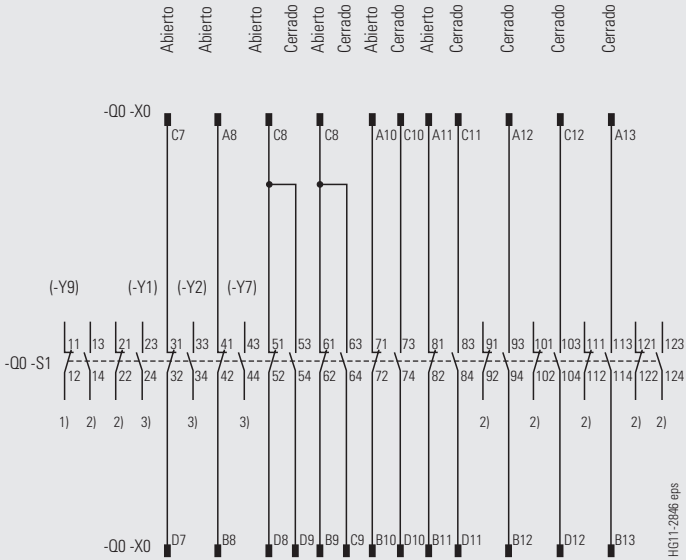 Abierto Abierto Abierto Cerrado Abierto Cerrado Abierto Cerrado Abierto Cerrado Cerrado Cerrado Cerrado
-Q0 -X0
C7 A8 C8 C8 A10 C10 A11 C11 A12 C12 A13
(-Y9) (-Y1) (-Y2) (-Y7)
11 13 21 23 31 33 41 43 51 53 61 63 71 73 81 83 91 93 101 103 111 113 121 123
-Q0 -S1
12 14 22 24 32 34 42 44 52 54 62 64 72 74 82 84 92 94 102 104 112 114 122 124
1) 2) 2) 3) 3) 3) 2) 2) 2) 2) 2)
-Q0 -X0
D7 B8 D8 D9 B9 C9 B10 D10 B11 D11 B12 D12 B13
HG11-2846 eps